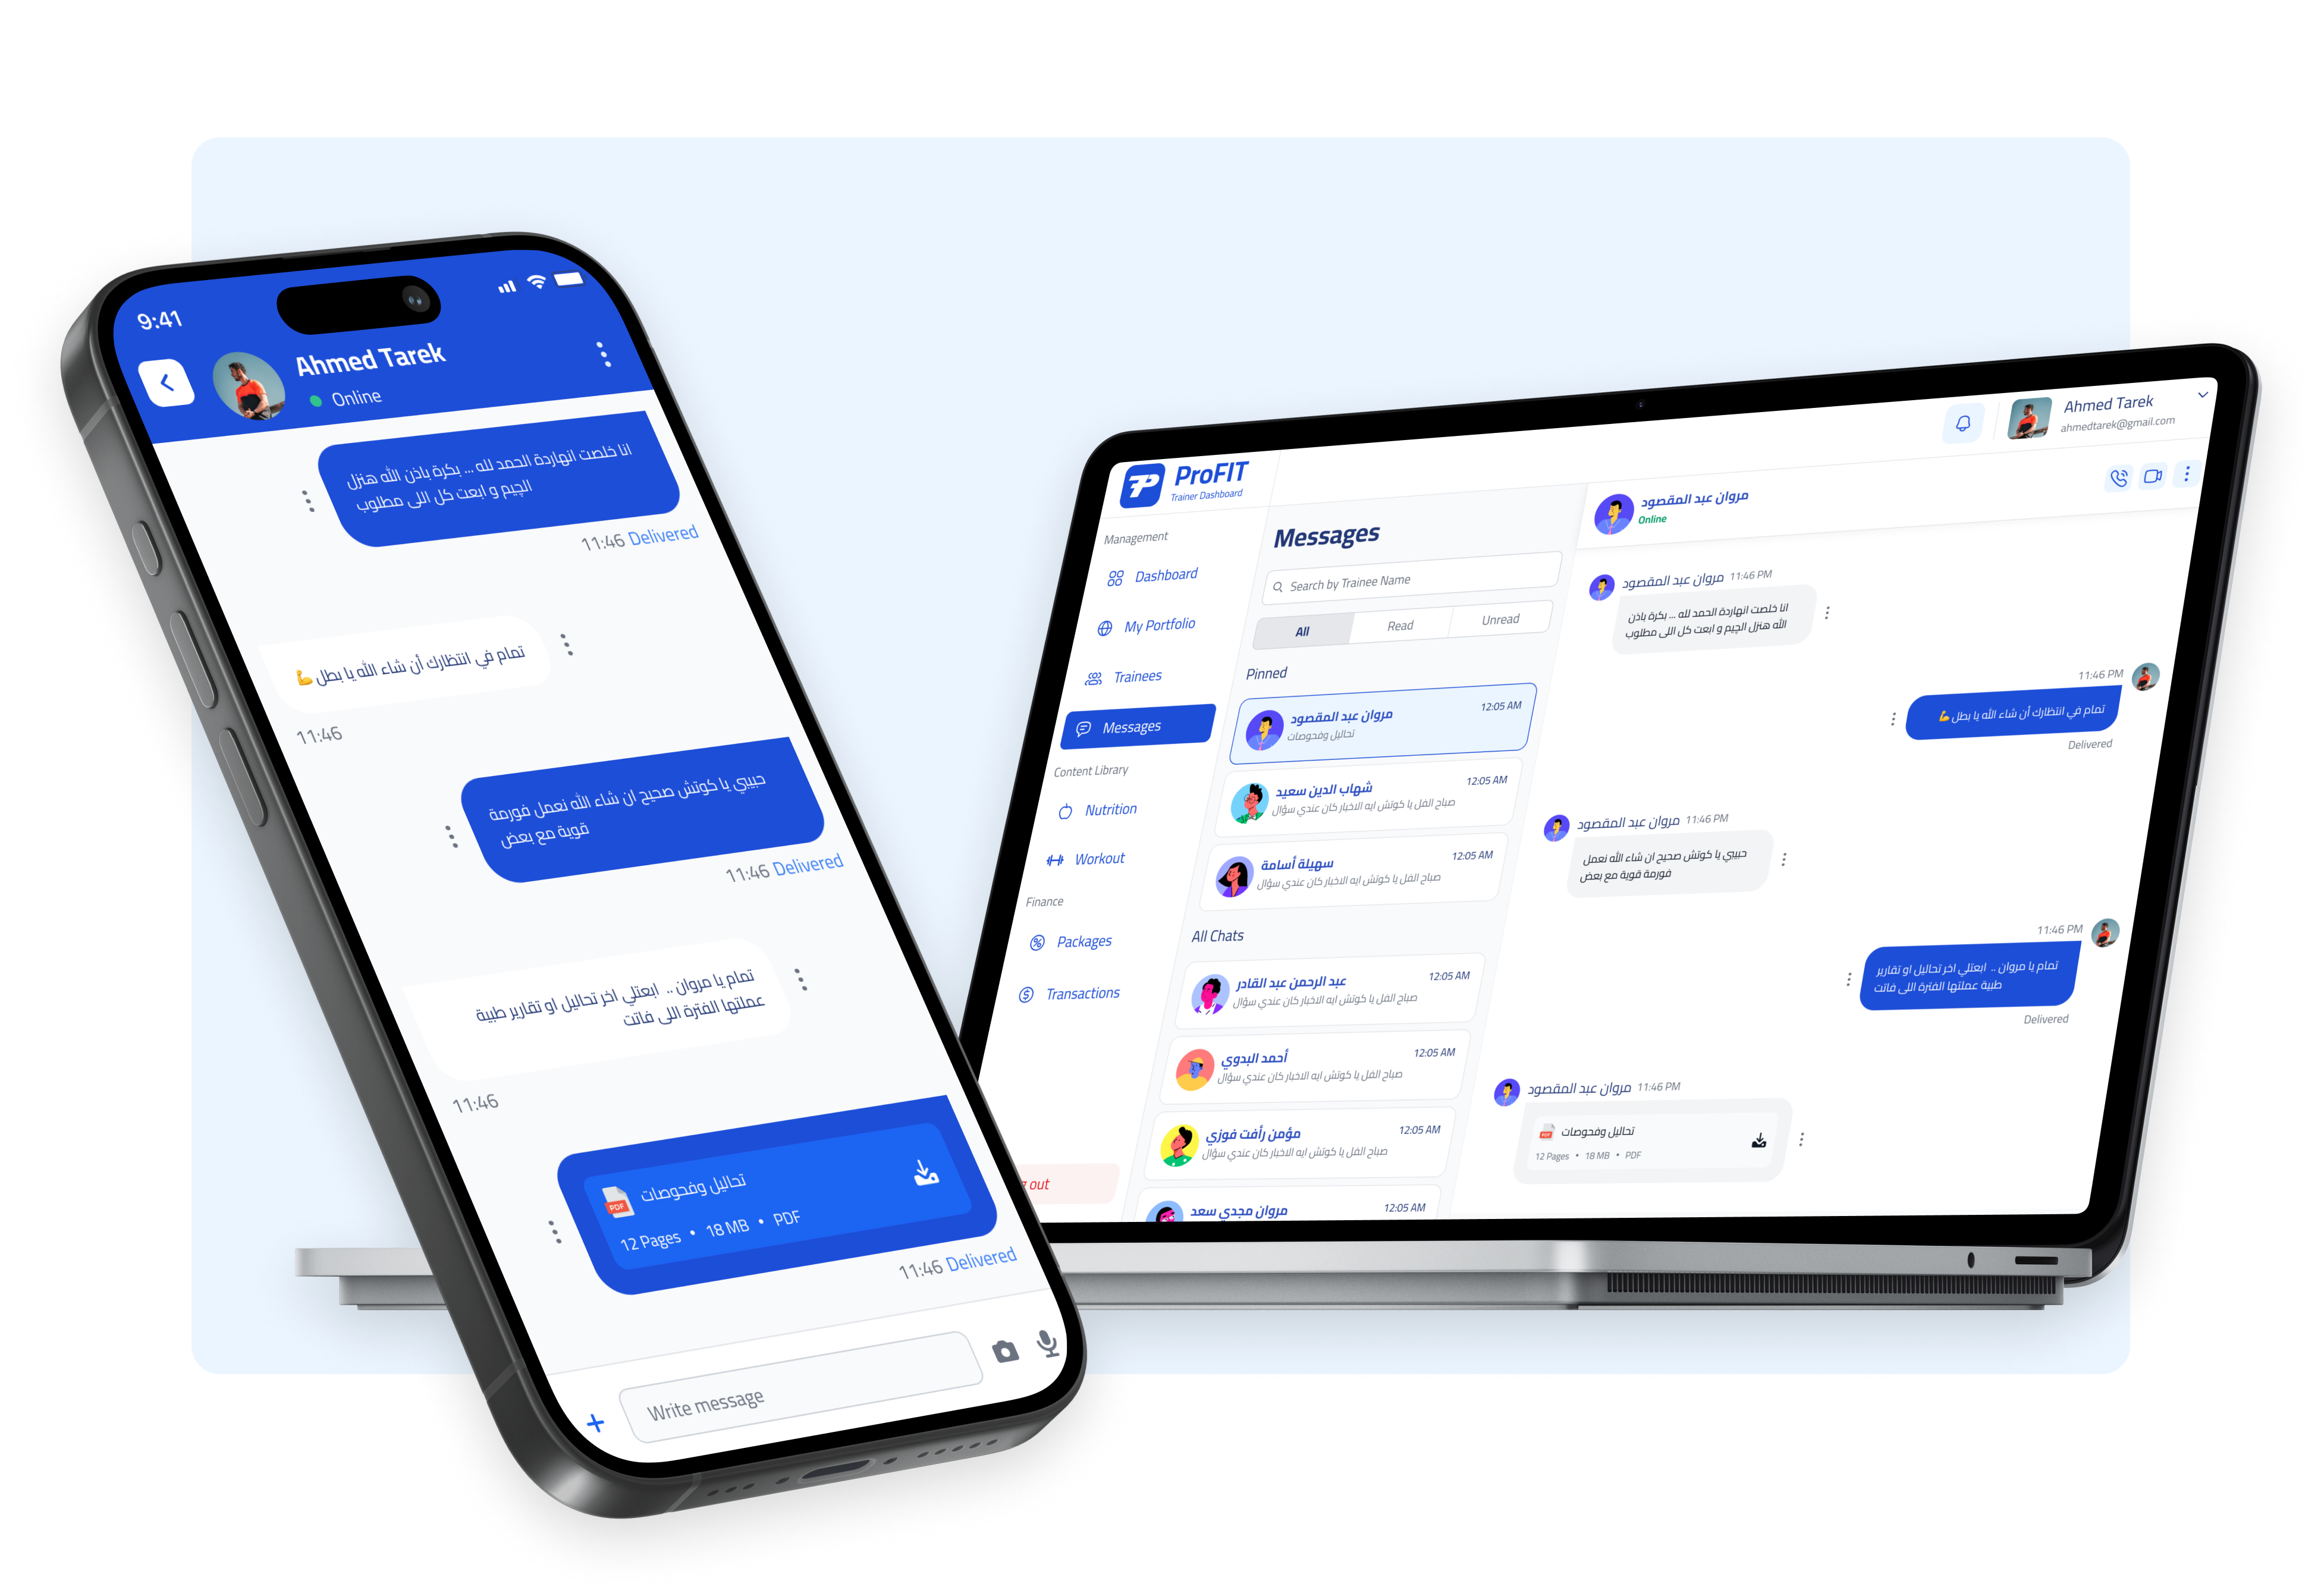 9:41
Ahmed Tarek
Online
انا خلصت انهاردة الحمد لله ... بكرة باذن الله هنزل
الچيم و ابعت كل اللى مطلوب
11:46 Delivered
تمام في انتظارك أن شاء الله يا بطل 💪
11:46
حبيبي يا كوتش صحيح ان شاء الله نعمل فورمة
قوية مع بعض
11:46 Delivered
تمام يا مروان .. ابعتلي اخر تحاليل او تقارير طبية
عملتها الفترة اللى فاتت
11:46
PDF
تحاليل وفحوصات
12 Pages • 18 MB • PDF
11:46 Delivered
+
Write message
ProFIT
Trainer Dashboard
Management
Dashboard
My Portfolio
Trainees
Messages
Content Library
Nutrition
Workout
Finance
Packages
Transactions
out
Messages
Search by Trainee Name
All
Read
Unread
Pinned
مروان عبد المقصود
12:05 AM
تحاليل وفحوصات
شهاب الدين سعيد
12:05 AM
صباح الفل يا كوتش ايه الاخبار كان عندي سؤال
سهيلة أسامة
12:05 AM
صباح الفل يا كوتش ايه الاخبار كان عندي سؤال
All Chats
عبد الرحمن عبد القادر
12:05 AM
صباح الفل يا كوتش ايه الاخبار كان عندي سؤال
أحمد البدوي
12:05 AM
صباح الفل يا كوتش ايه الاخبار كان عندي سؤال
مؤمن رأفت فوزي
12:05 AM
صباح الفل يا كوتش ايه الاخبار كان عندي سؤال
مروان مجدي سعد
12:05 AM
Ahmed Tarek
ahmedtarek@gmail.com
مروان عبد المقصود
Online
مروان عبد المقصود 11:46 PM
انا خلصت انهاردة الحمد لله ... بكرة باذن
الله هنزل الچيم و ابعت كل اللى مطلوب
11:46 PM
تمام في انتظارك أن شاء الله يا بطل 💪
Delivered
مروان عبد المقصود 11:46 PM
حبيبي يا كوتش صحيح ان شاء الله نعمل
فورمة قوية مع بعض
11:46 PM
تمام يا مروان .. ابعتلي اخر تحاليل او تقارير
طبية عملتها الفترة اللى فاتت
Delivered
مروان عبد المقصود 11:46 PM
PDF
تحاليل وفحوصات
12 Pages • 18 MB • PDF